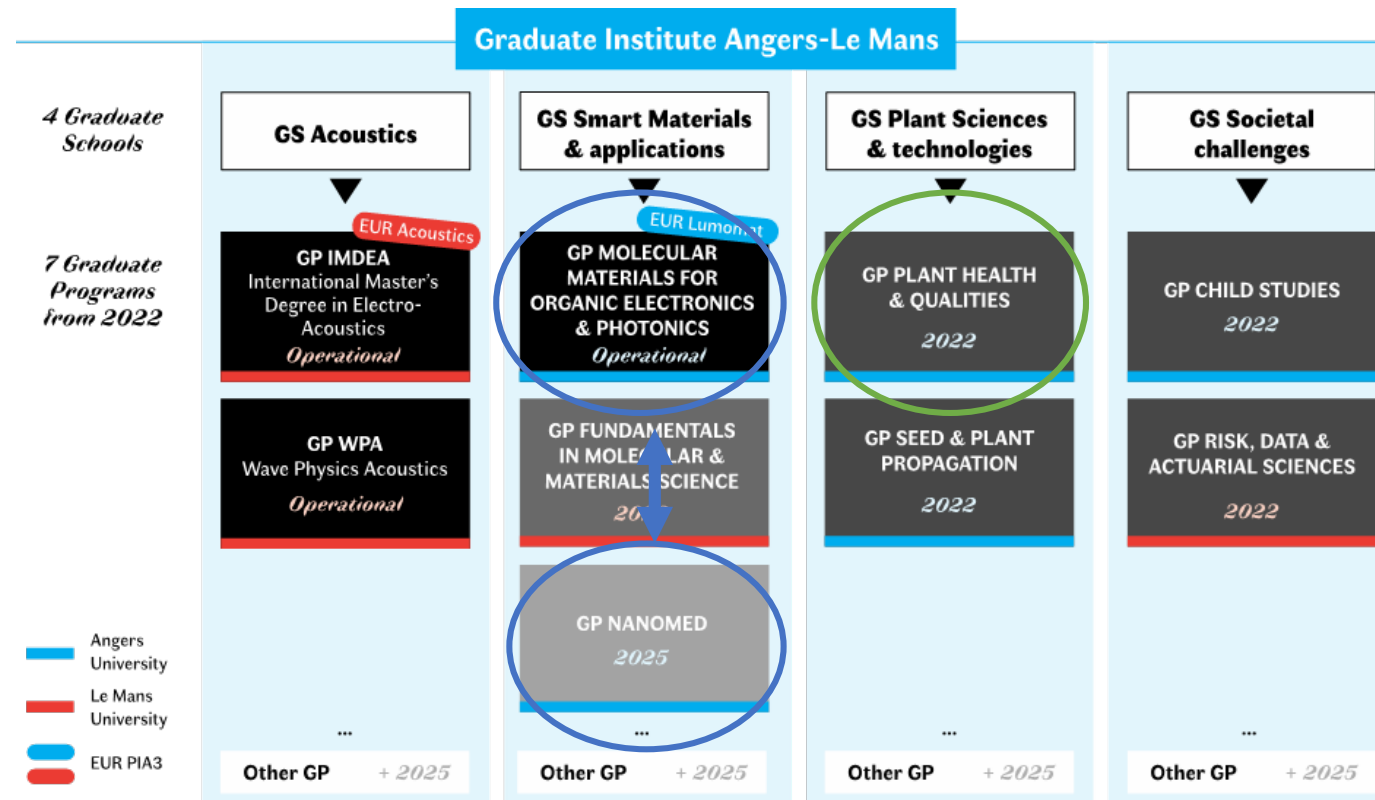 Graduate Institute Angers-Le Mans
4 Graduate
Schools
GS Acoustics
GS Smart Materials
& applications
GS Plant Sciences
& technologies
GS Societal
challenges
7 Graduate
Programs
from 2022
EUR Acoustics
GP IMDEA
International Master's
Degree in Electro-
Acoustics
Operational
EUR Lumomat
GP MOLECULAR
MATERIALS FOR
ORGANIC ELECTRONICS
& PHOTONICS
Operational
GP PLANT HEALTH
& QUALITIES
2022
GP CHILD STUDIES
2022
GP WPA
Wave Physics Acoustics
Operational
GP FUNDAMENTALS
IN MOLECULAR &
MATERIALS SCIENCE
GP SEED & PLANT
PROPAGATION
2022
GP RISK, DATA &
ACTUARIAL SCIENCES
2022
GP NANOMED
2025
Angers
University
Le Mans
University
EUR PIA3
...
...
...
...
Other GP + 2025
Other GP + 2025
Other GP + 2025
Other GP + 2025